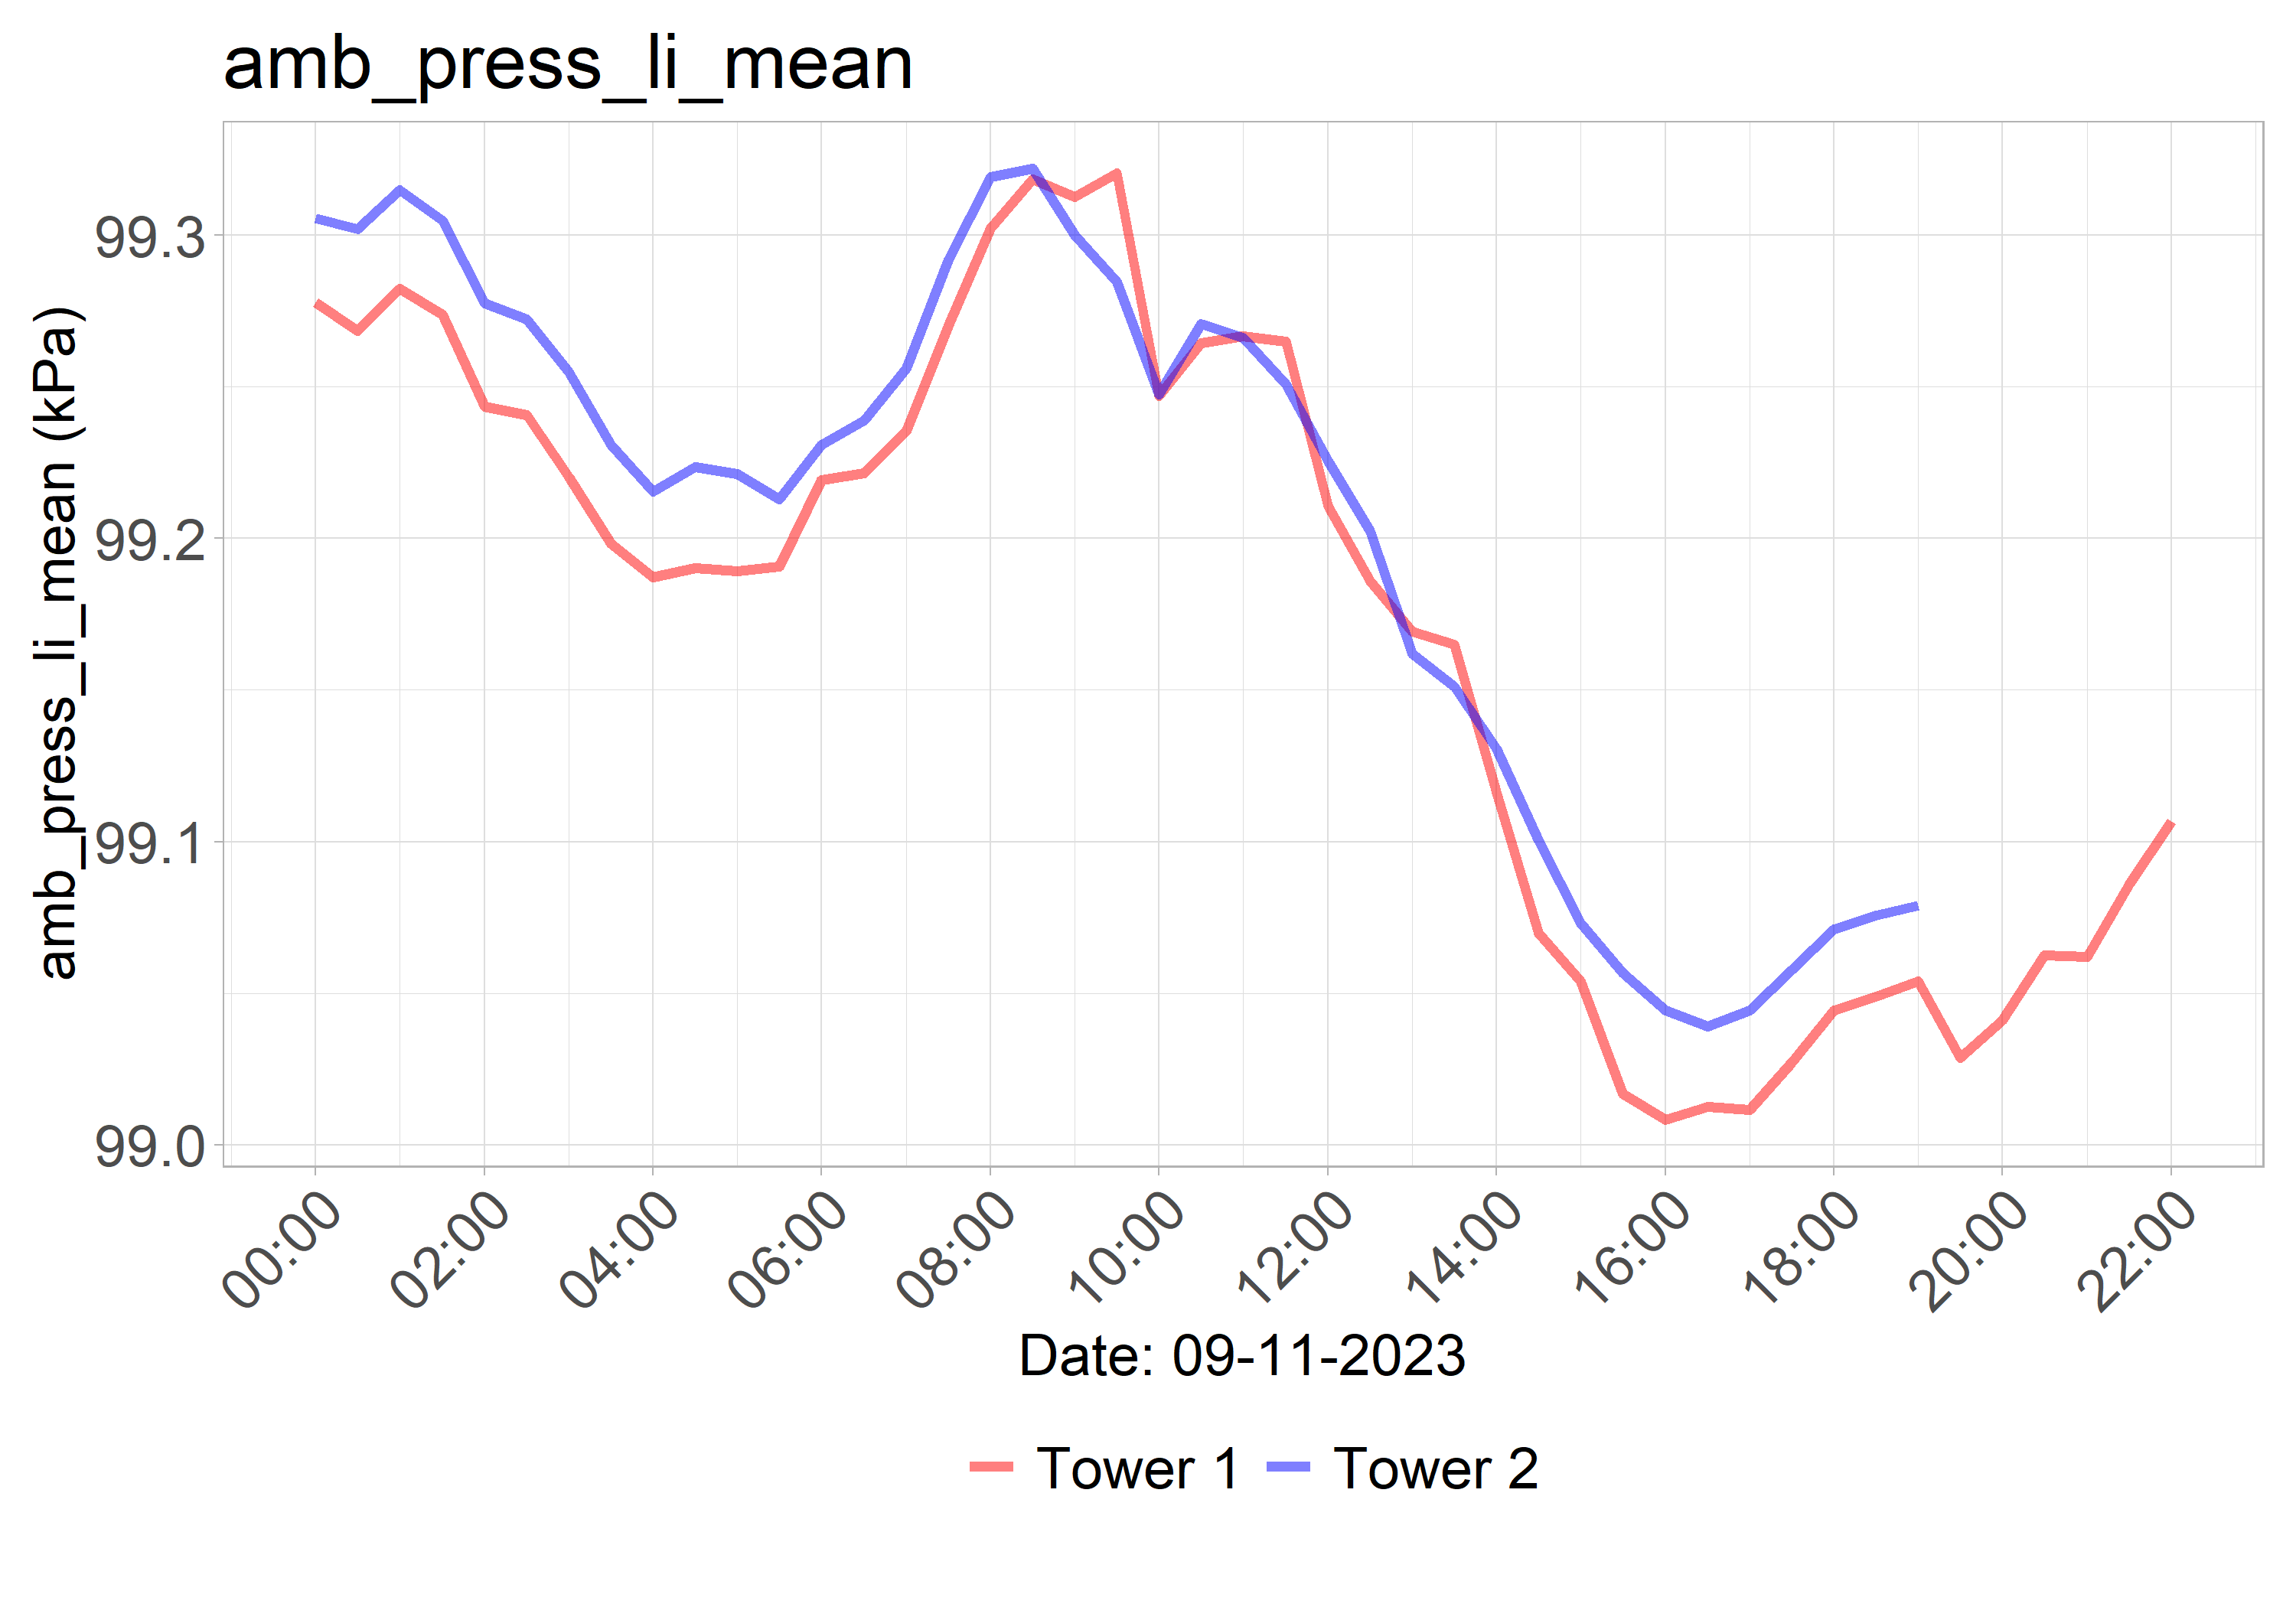 amb_press_li_mean
amb_press_li_mean (kPa)
99.3
99.2
99.1
99.0
00:00 02:00 04:00 06:00 08:00 10:00 12:00 14:00 16:00 18:00 20:00 22:00
Date: 09-11-2023
Tower 1 Tower 2